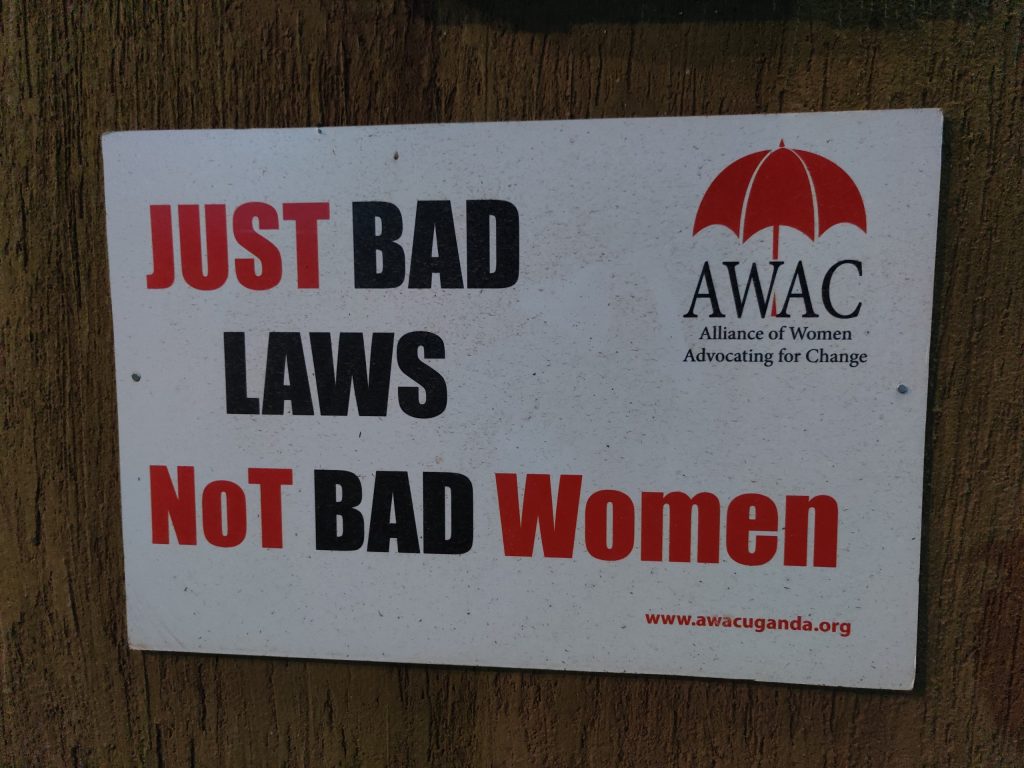 JUST BAD
LAWS
NoT BAD Women
AWAC
Alliance of Women
Advocating for Change
www.awacuganda.org